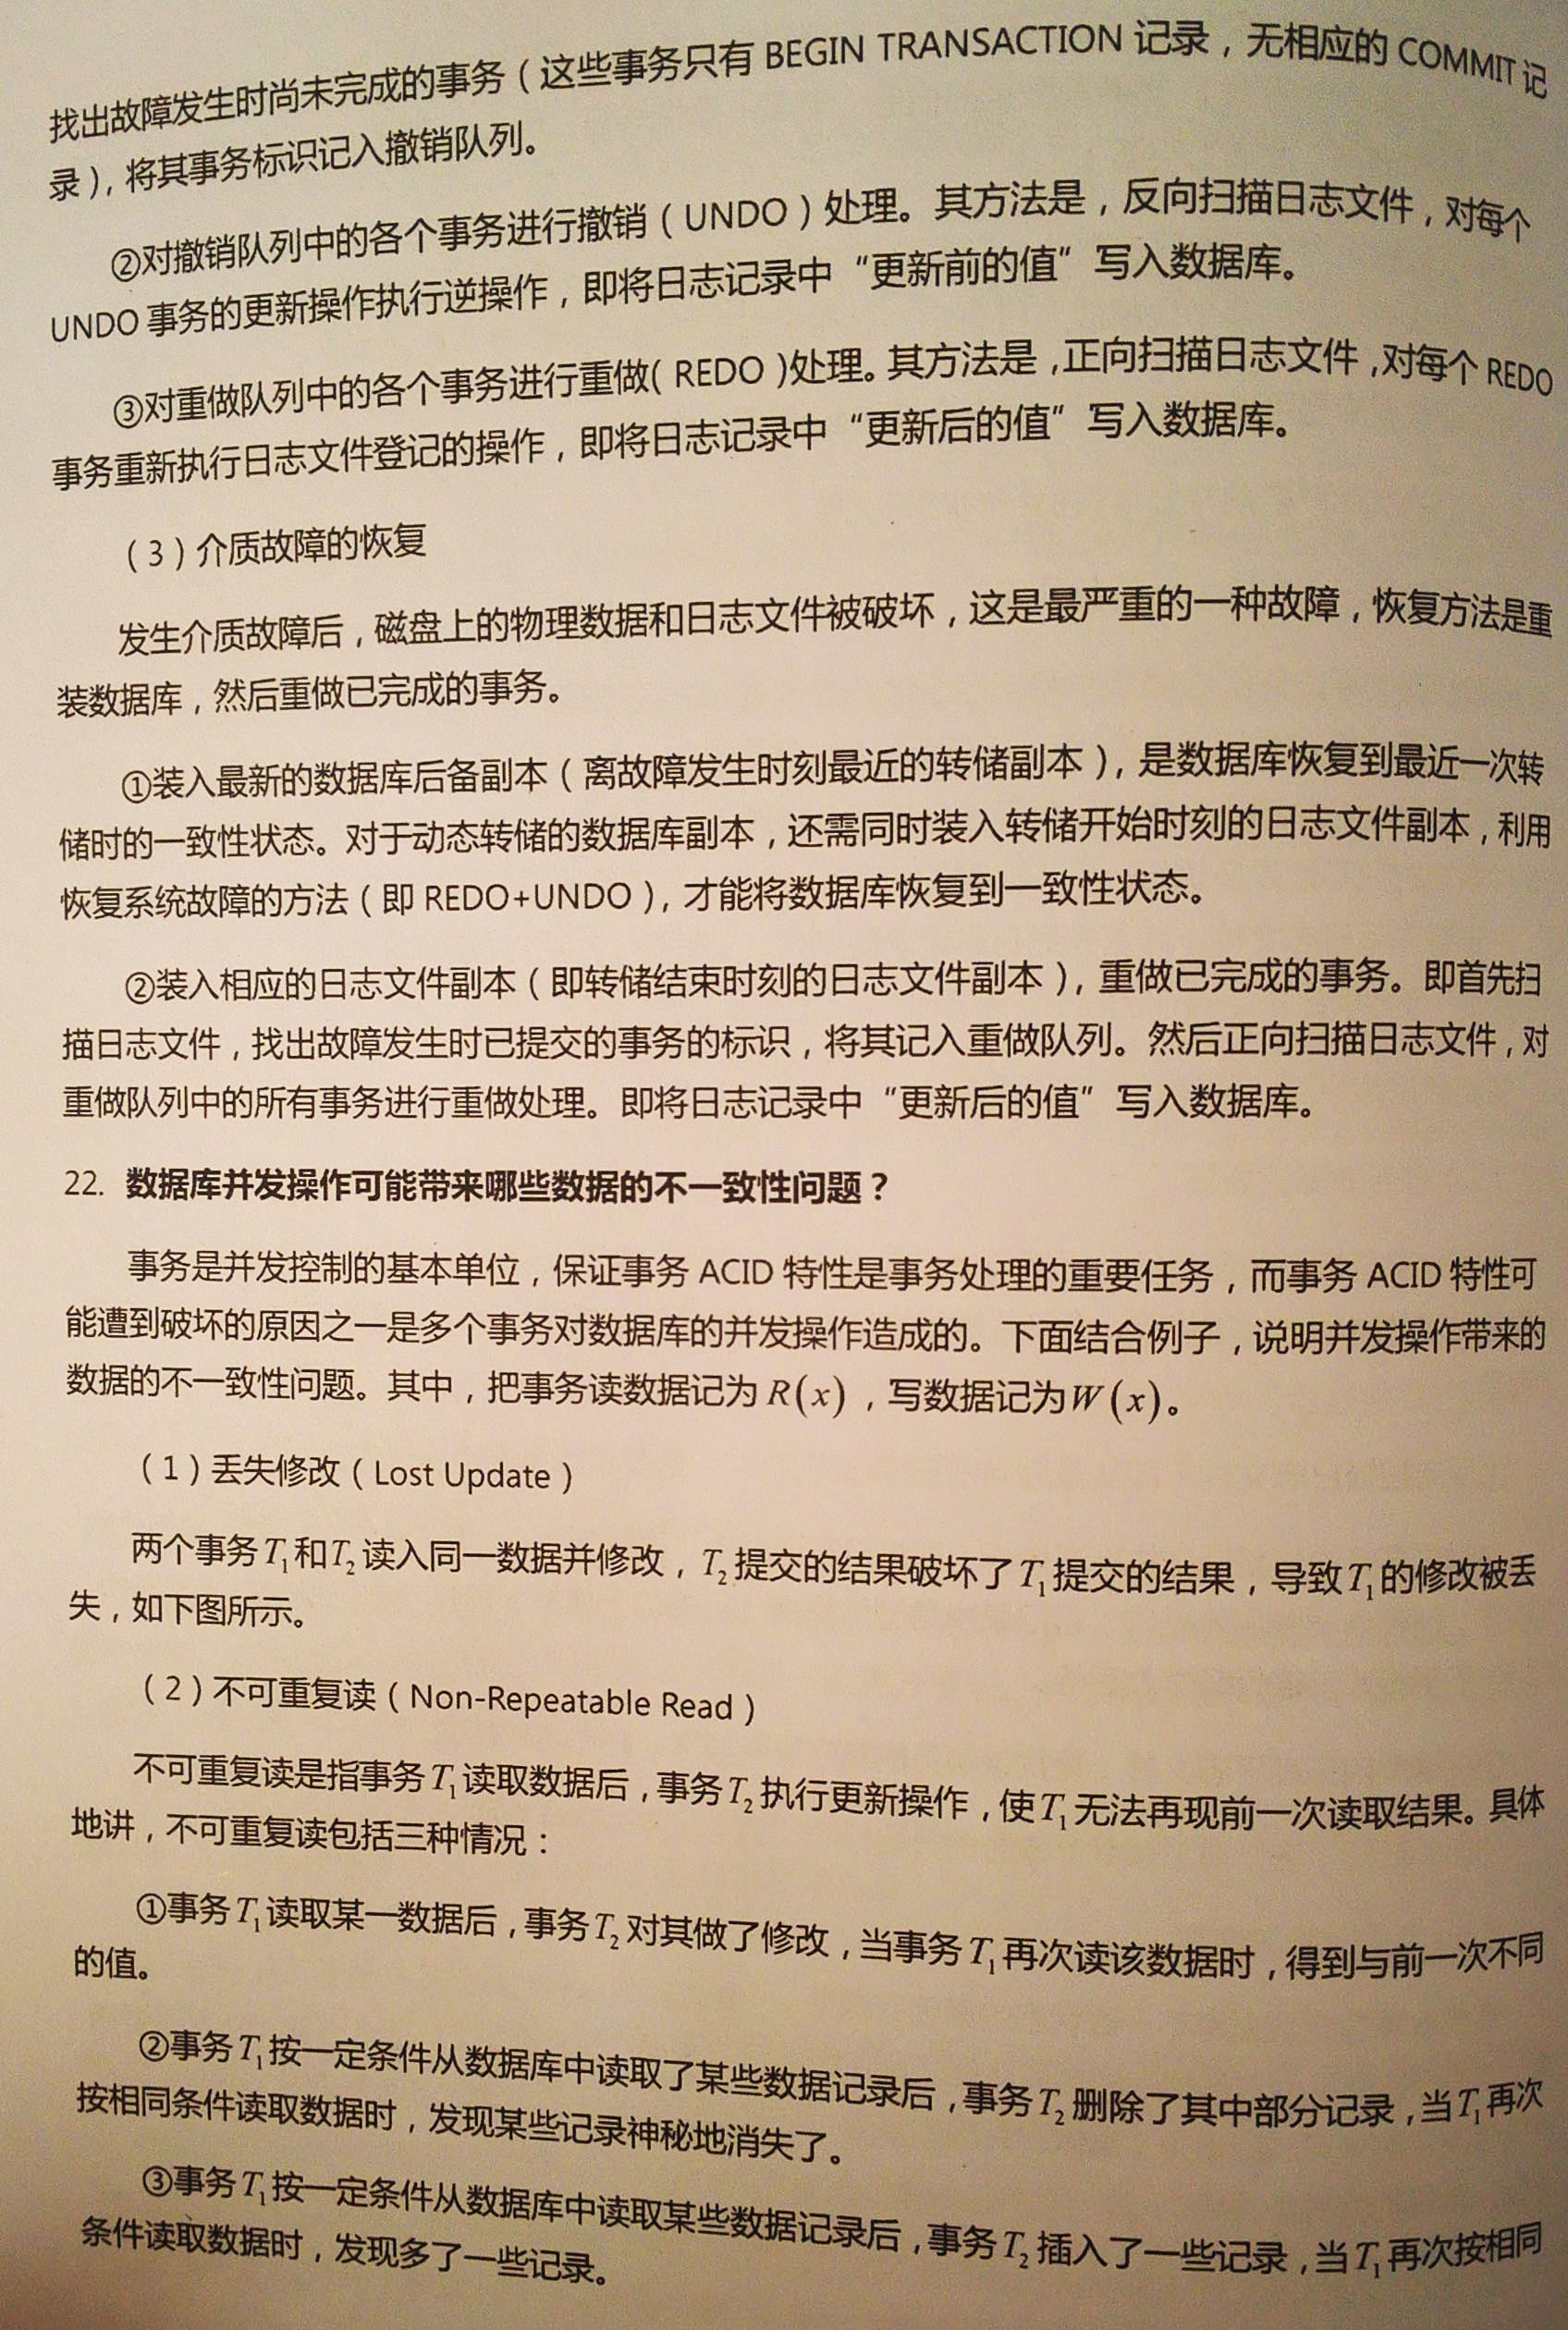 找出故障发生时尚未完成的事务（这些事务只有 BEGIN TRANSACTION 记录，无相应的 COMMIT 记
录），将其事务标识记入撤销队列。
②对撤销队列中的各个事务进行撤销（UNDO）处理。其方法是，反向扫描日志文件，对每个
UNDO 事务的更新操作执行逆操作，即将日志记录中“更新前的值”写入数据库。
③对重做队列中的各个事务进行重做（REDO）处理。其方法是，正向扫描日志文件，对每个 REDO
事务重新执行日志文件登记的操作，即将日志记录中“更新后的值”写入数据库。
（3）介质故障的恢复
发生介质故障后，磁盘上的物理数据和日志文件被破坏，这是最严重的一种故障，恢复方法是重
装数据库，然后重做已完成的事务。
①装入最新的数据库后备副本（离故障发生时刻最近的转储副本），是数据库恢复到最近一次转
储时的一致性状态。对于动态转储的数据库副本，还需同时装入转储开始时刻的日志文件副本，利用
恢复系统故障的方法（即 REDO+UNDO），才能将数据库恢复到一致性状态。
②装入相应的日志文件副本（即转储结束时刻的日志文件副本），重做已完成的事务。即首先扫
描日志文件，找出故障发生时已提交的事务的标识，将其记入重做队列。然后正向扫描日志文件，对
重做队列中的所有事务进行重做处理。即将日志记录中“更新后的值”写入数据库。
22. 数据库并发操作可能带来哪些数据的不一致性问题？
事务是并发控制的基本单位，保证事务 ACID 特性是事务处理的重要任务，而事务 ACID 特性可
能遭到破坏的原因之一是多个事务对数据库的并发操作造成的。下面结合例子，说明并发操作带来的
数据的不一致性问题。其中，把事务读数据记为 R(x)，写数据记为 W(x)。
（1）丢失修改（Lost Update）
两个事务 T₁ 和 T₂ 读入同一数据并修改，T₂ 提交的结果破坏了 T₁ 提交的结果，导致 T₁ 的修改被丢
失，如下图所示。
（2）不可重复读（Non-Repeatable Read）
不可重复读是指事务 T₁ 读取数据后，事务 T₂ 执行更新操作，使 T₁ 无法再现前一次读取结果。具体
地讲，不可重复读包括三种情况：
①事务 T₁ 读取某一数据后，事务 T₂ 对其做了修改，当事务 T₁ 再次读该数据时，得到与前一次不同
的值。
②事务 T₁ 按一定条件从数据库中读取了某些数据记录后，事务 T₂ 删除了其中部分记录，当 T₁ 再次
按相同条件读取数据时，发现某些记录神秘地消失了。
③事务 T₁ 按一定条件从数据库中读取某些数据记录后，事务 T₂ 插入了一些记录，当 T₁ 再次按相同
条件读取数据时，发现多了一些记录。